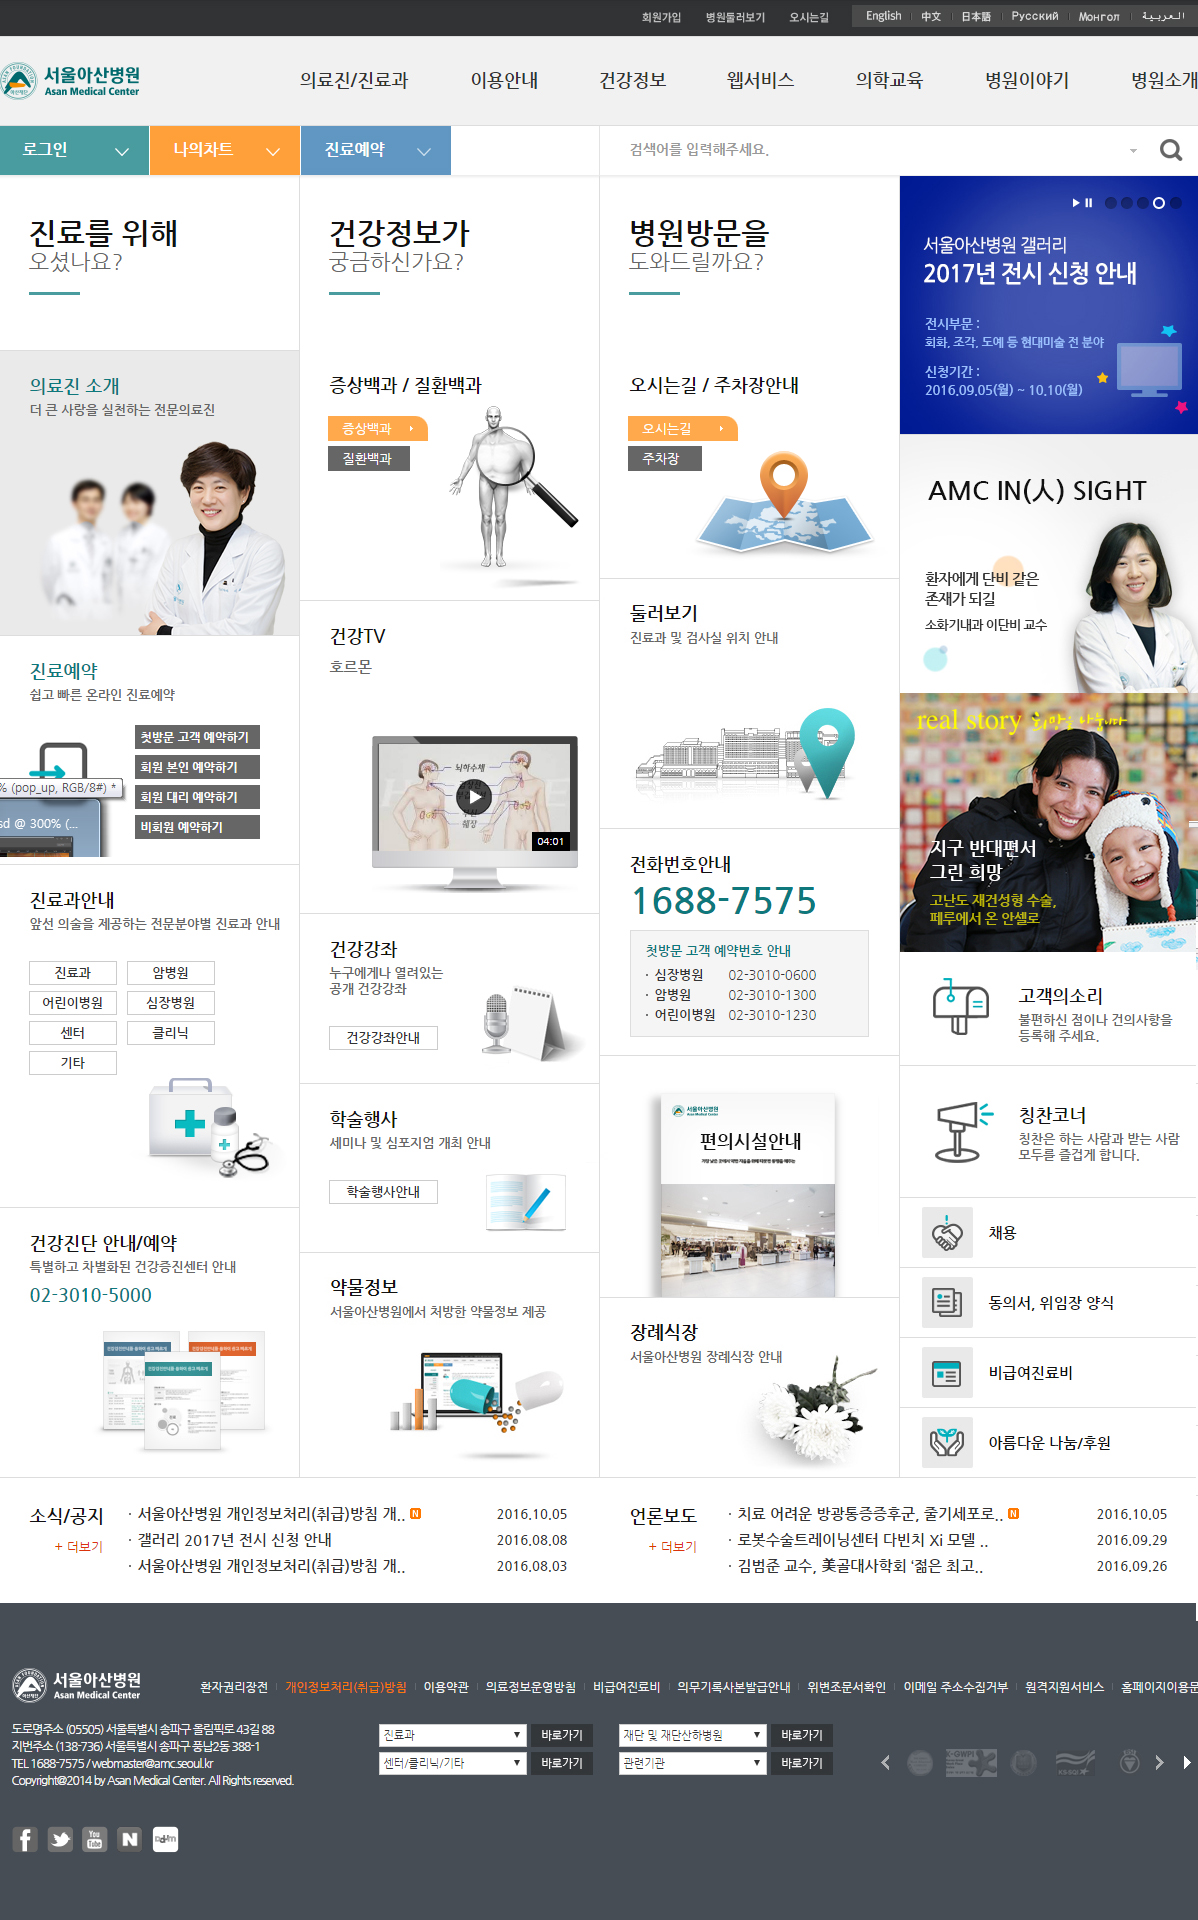 회원가입 병원둘러보기 오시는길 English 中文 日本語 Русский Монгол العربية
서울아산병원
Asan Medical Center
의료진/진료과 이용안내 건강정보 웹서비스 의학교육 병원이야기 병원소개
로그인 나의차트 진료예약 검색어를 입력해주세요.
진료를 위해
오셨나요?
의료진 소개
더 큰 사랑을 실천하는 전문의료진
진료예약
쉽고 빠른 온라인 진료예약
첫방문 고객 예약하기
회원 본인 예약하기
회원 대리 예약하기
비회원 예약하기
% (pop_up, RGB/8#) *
sd @ 300% (...
진료과안내
앞선 의술을 제공하는 전문분야별 진료과 안내
진료과 암병원
어린이병원 심장병원
센터 클리닉
기타
건강진단 안내/예약
특별하고 차별화된 건강증진센터 안내
02-3010-5000
건강정보가
궁금하신가요?
증상백과 / 질환백과
증상백과
질환백과
건강TV
호르몬
뇌하수체
췌장
04:01
건강강좌
누구에게나 열려있는
공개 건강강좌
건강강좌안내
학술행사
세미나 및 심포지엄 개최 안내
학술행사안내
약물정보
서울아산병원에서 처방한 약물정보 제공
병원방문을
도와드릴까요?
오시는길 / 주차장안내
오시는길
주차장
둘러보기
진료과 및 검사실 위치 안내
전화번호안내
1688-7575
첫방문 고객 예약번호 안내
· 심장병원 02-3010-0600
· 암병원 02-3010-1300
· 어린이병원 02-3010-1230
서울아산병원
Asan Medical Center
편의시설안내
장례식장
서울아산병원 장례식장 안내
서울아산병원 갤러리
2017년 전시 신청 안내
전시부문 :
회화, 조각, 도예 등 현대미술 전 분야
신청기간 :
2016.09.05(월) ~ 10.10(월)
AMC IN(人) SIGHT
환자에게 단비 같은
존재가 되길
소화기내과 이단비 교수
real story 희망을 나눕니다
지구 반대편서
그린 희망
고난도 재건성형 수술,
페루에서 온 안셀로
고객의소리
불편하신 점이나 건의사항을
등록해 주세요.
칭찬코너
칭찬은 하는 사람과 받는 사람
모두를 즐겁게 합니다.
채용
동의서, 위임장 양식
비급여진료비
아름다운 나눔/후원
소식/공지
+ 더보기
· 서울아산병원 개인정보처리(취급)방침 개.. N 2016.10.05
· 갤러리 2017년 전시 신청 안내 2016.08.08
· 서울아산병원 개인정보처리(취급)방침 개.. 2016.08.03
언론보도
+ 더보기
· 치료 어려운 방광통증증후군, 줄기세포로.. N 2016.10.05
· 로봇수술트레이닝센터 다빈치 Xi 모델 .. 2016.09.29
· 김범준 교수, 美골대사학회 ‘젊은 최고.. 2016.09.26
서울아산병원
Asan Medical Center
환자권리장전 개인정보처리(취급)방침 이용약관 의료정보운영방침 비급여진료비 의무기록사본발급안내 위변조문서확인 이메일 주소수집거부 원격지원서비스 홈페이지이용문
도로명주소 (05505) 서울특별시 송파구 올림픽로 43길 88
지번주소 (138-736) 서울특별시 송파구 풍납2동 388-1
TEL 1688-7575 / webmaster@amc.seoul.kr
Copyright@2014 by Asan Medical Center. All Rights reserved.
진료과 바로가기 재단 및 재단산하병원 바로가기
센터/클리닉/기타 바로가기 관련기관 바로가기
X-GWPI
KS-SQI
You Tube
N
Daum